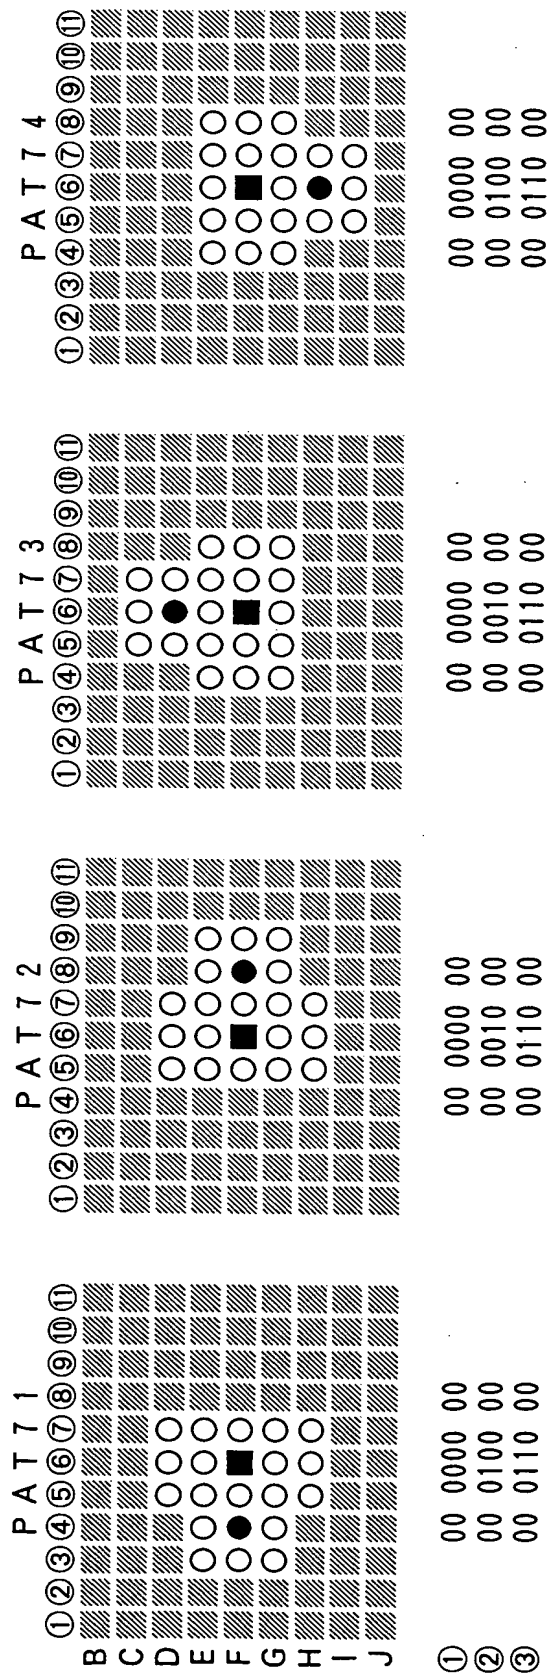 PAT71 PAT72 PAT73 PAT74
①②③④⑤⑥⑦⑧⑨⑩⑪ ①②③④⑤⑥⑦⑧⑨⑩⑪ ①②③④⑤⑥⑦⑧⑨⑩⑪ ①②③④⑤⑥⑦⑧⑨⑩⑪
B
C
D
E
F
G
H
I
J
① 00 0000 00 00 0000 00 00 0000 00 00 0000 00
② 00 0100 00 00 0010 00 00 0010 00 00 0100 00
③ 00 0110 00 00 0110 00 00 0110 00 00 0110 00